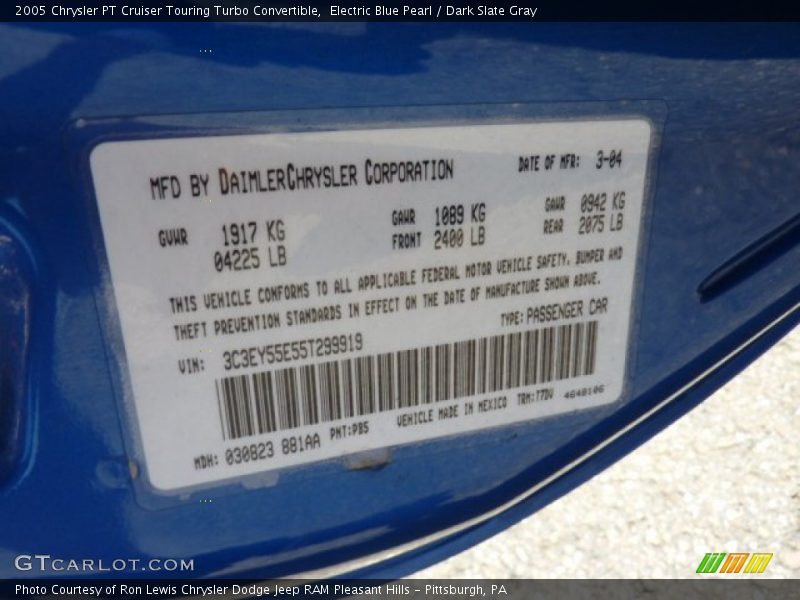 2005 Chrysler PT Cruiser Touring Turbo Convertible,  Electric Blue Pearl / Dark Slate Gray
MFD BY DAIMLERCHRYSLER CORPORATION DATE OF MFR: 3-04
GVWR 1917 KG GAWR 1089 KG GAWR 0942 KG
04225 LB FRONT 2400 LB REAR 2075 LB
THIS VEHICLE CONFORMS TO ALL APPLICABLE FEDERAL MOTOR VEHICLE SAFETY, BUMPER AND
THEFT PREVENTION STANDARDS IN EFFECT ON THE DATE OF MANUFACTURE SHOWN ABOVE.
VIN: 3C3EY55E55T299919 TYPE: PASSENGER CAR
MDH: 030823 881AA PNT:PB5 VEHICLE MADE IN MEXICO TRM:T7DV 4648106
GTCARLOT.COM
Photo Courtesy of Ron Lewis Chrysler Dodge Jeep RAM Pleasant Hills - Pittsburgh, PA